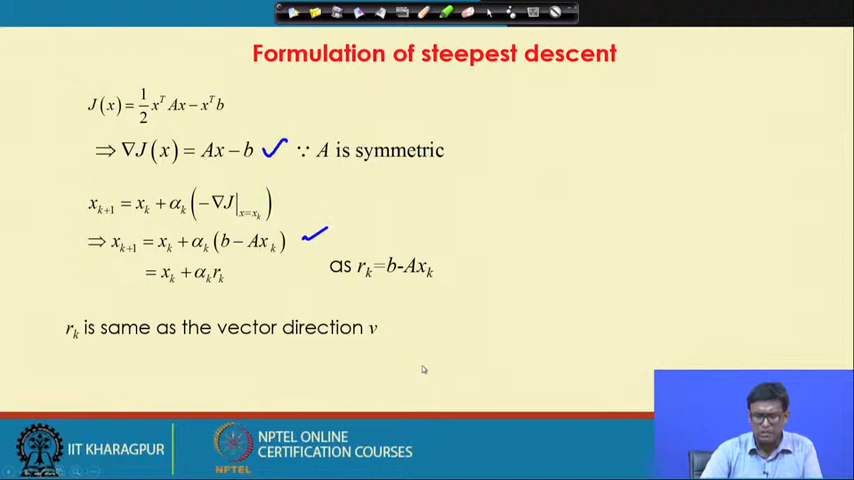 Formulation of steepest descent
J(x) = 1/2 x^T Ax − x^T b
⇒ ∇J(x) = Ax − b ∵ A is symmetric
x_{k+1} = x_k + α_k (−∇J|_{x=x_k})
⇒ x_{k+1} = x_k + α_k (b − Ax_k)
= x_k + α_k r_k as r_k=b-Ax_k
r_k is same as the vector direction v
IIT KHARAGPUR
NPTEL
NPTEL ONLINE
CERTIFICATION COURSES